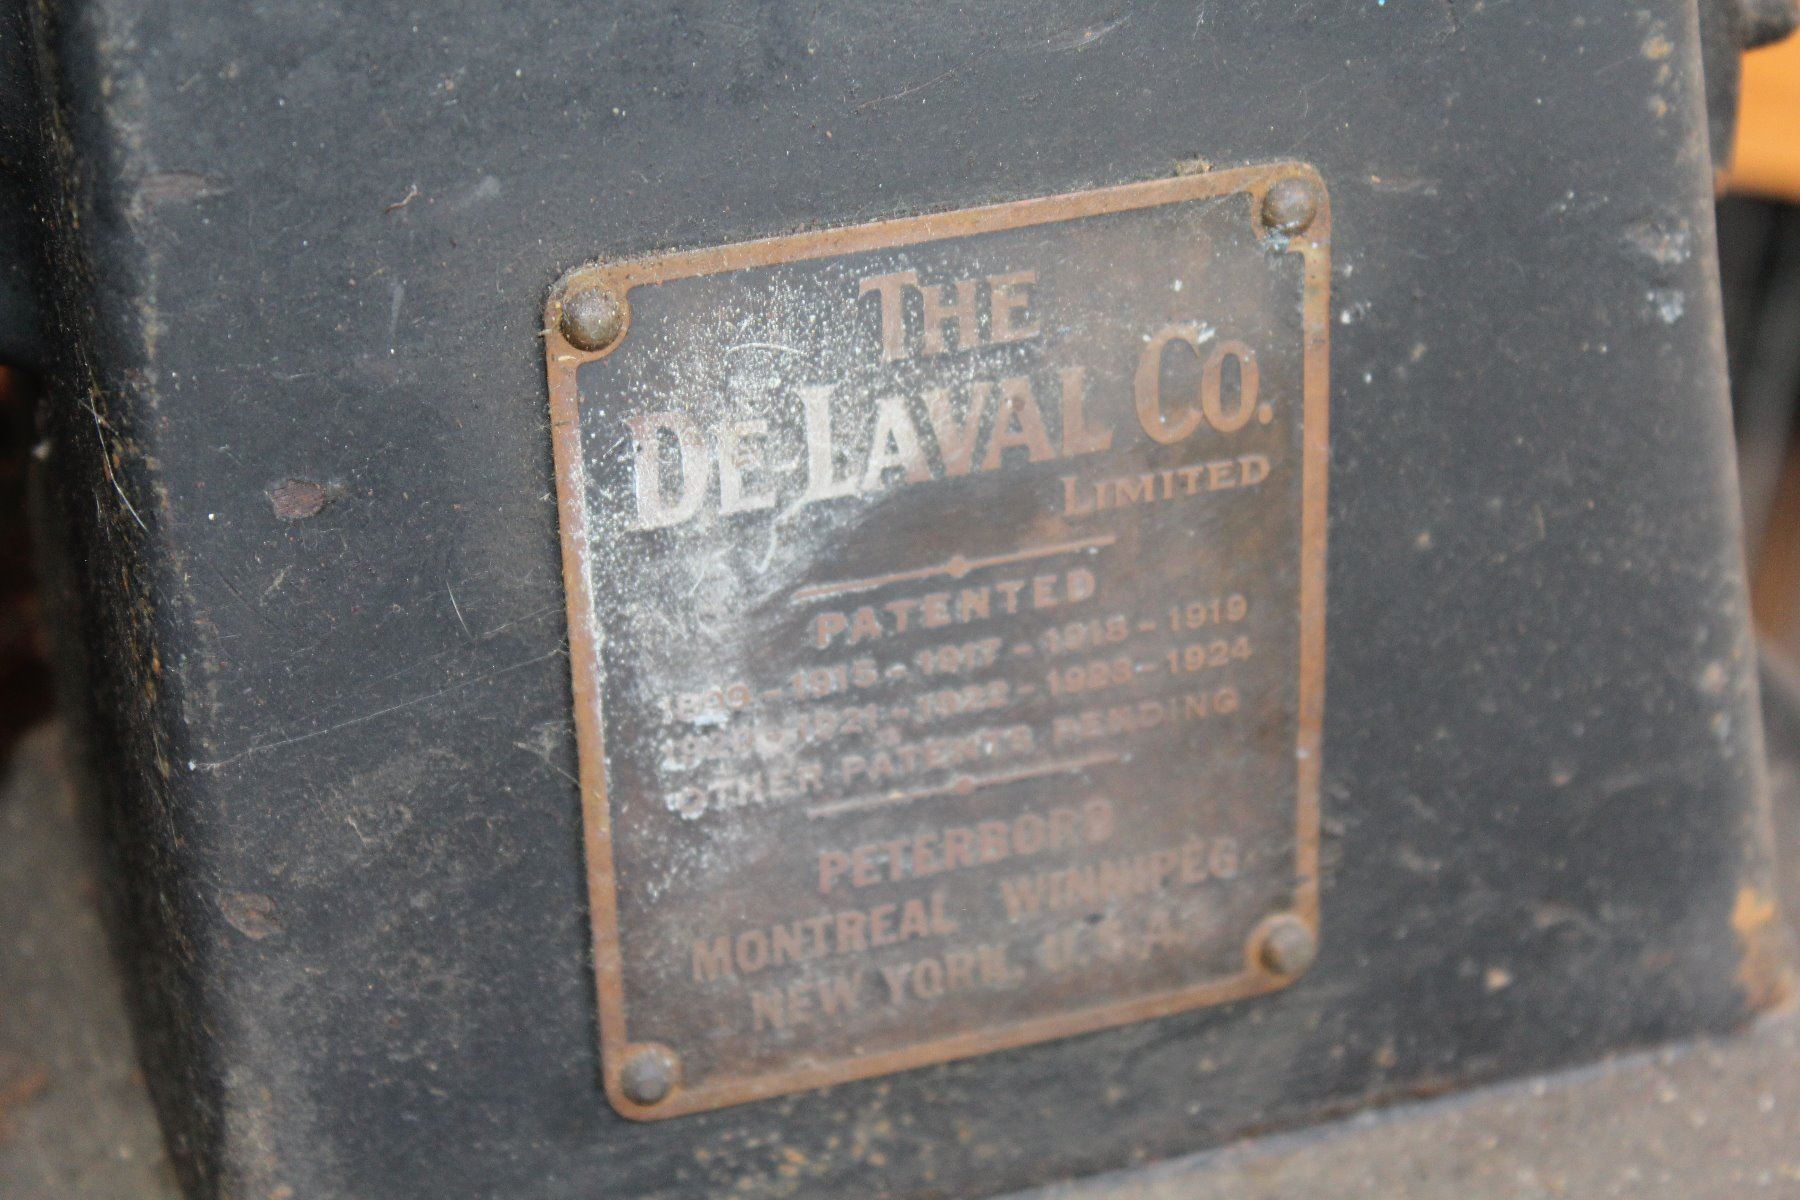 THE
DE LAVAL CO.
LIMITED
PATENTED
1915 - 1917 - 1918 - 1919
1921 - 1922 - 1923 - 1924
OTHER PATENTS PENDING
PETERBORO
MONTREAL WINNIPEG
NEW YORK, U.S.A.